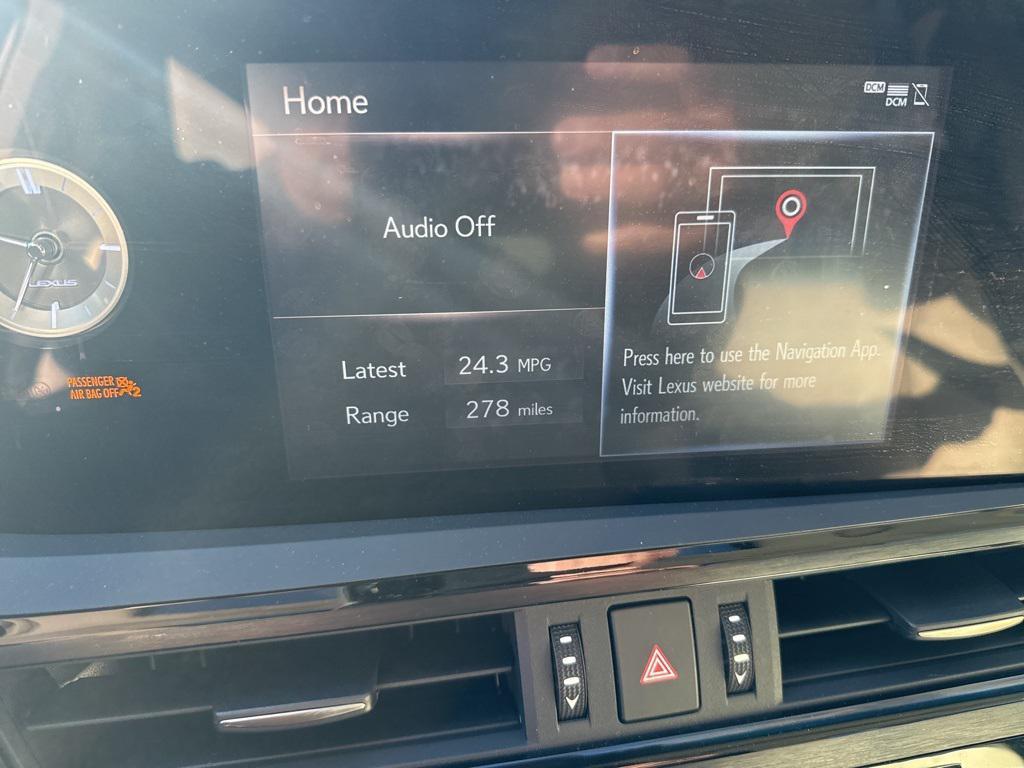 Home
DCM
DCM
Audio Off
Latest 24.3 MPG
Range 278 miles
Press here to use the Navigation App.
Visit Lexus website for more
information.
LEXUS
PASSENGER
AIR BAG OFF 2